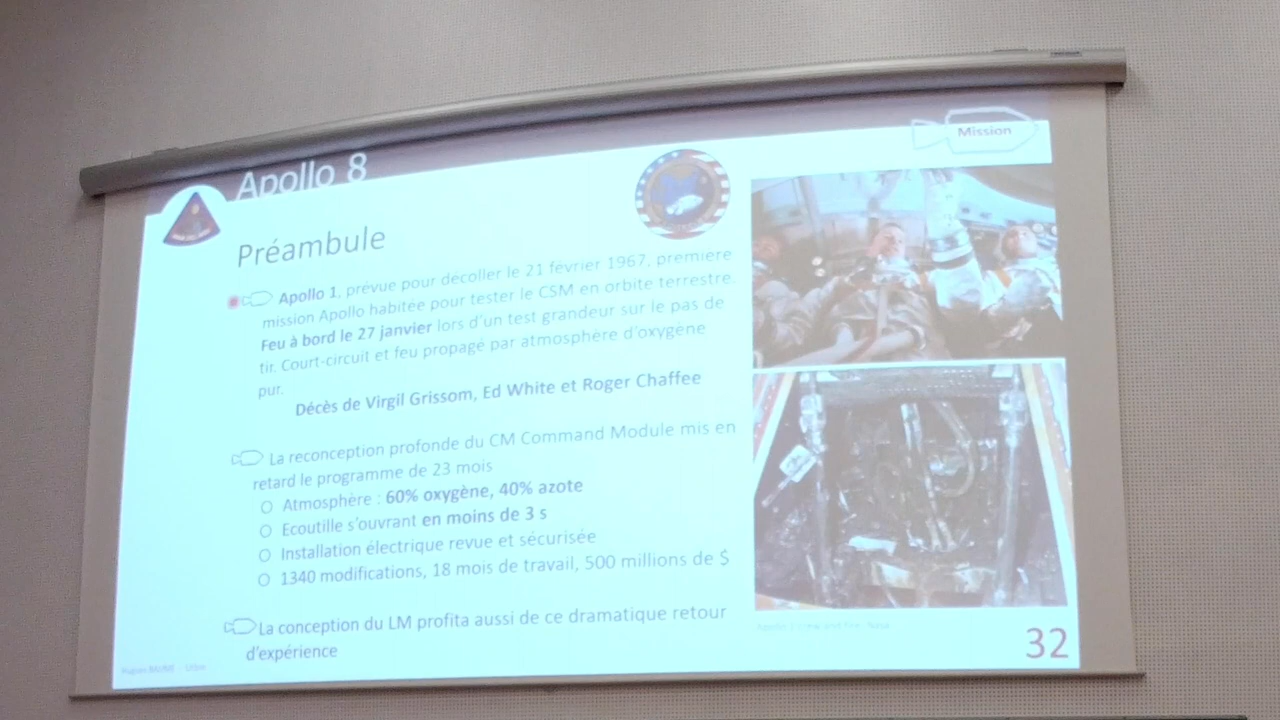 Apollo 8
Mission
Préambule
Apollo 1, prévue pour décoller le 21 février 1967, première
mission Apollo habitée pour tester le CSM en orbite terrestre.
Feu à bord le 27 janvier lors d'un test grandeur sur le pas de
tir. Court-circuit et feu propagé par atmosphère d'oxygène
pur.
Décès de Virgil Grissom, Ed White et Roger Chaffee
La reconception profonde du CM Command Module mis en
retard le programme de 23 mois
Atmosphère : 60% oxygène, 40% azote
Ecoutille s'ouvrant en moins de 3 s
Installation électrique revue et sécurisée
1340 modifications, 18 mois de travail, 500 millions de $
La conception du LM profita aussi de ce dramatique retour
d'expérience
32